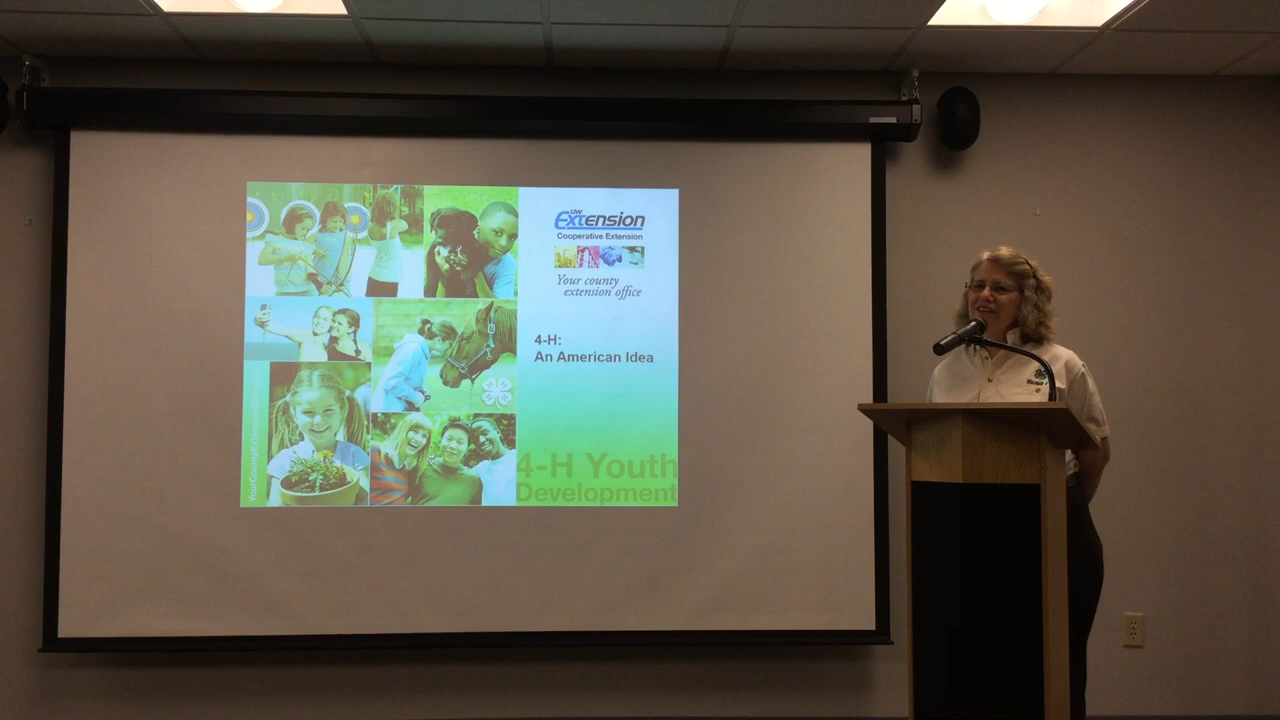 UW
Extension
Cooperative Extension
Your county
extension office
4-H:
An American Idea
4-H Youth
Development